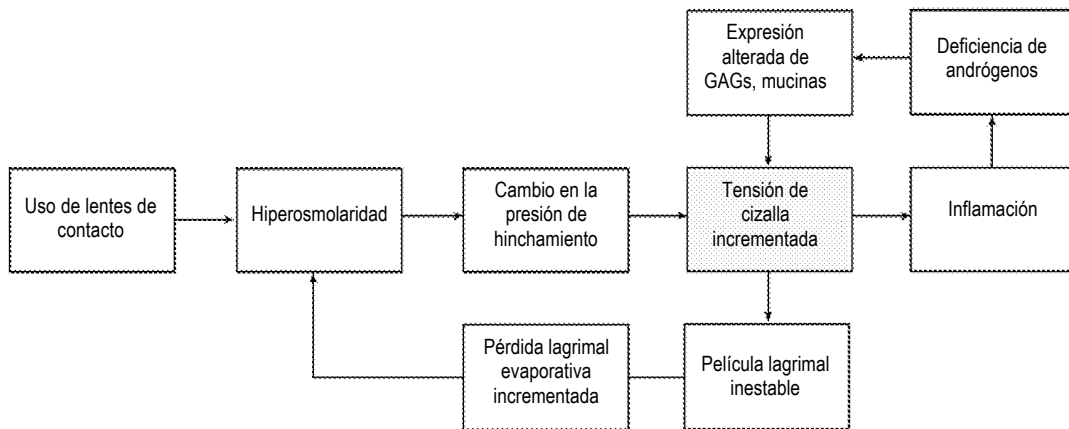 Expresión
alterada de
GAGs, mucinas
Deficiencia de
andrógenos
Uso de lentes de
contacto
Hiperosmolaridad
Cambio en la
presión de
hinchamiento
Tensión de
cizalla
incrementada
Inflamación
Pérdida lagrimal
evaporativa
incrementada
Película lagrimal
inestable